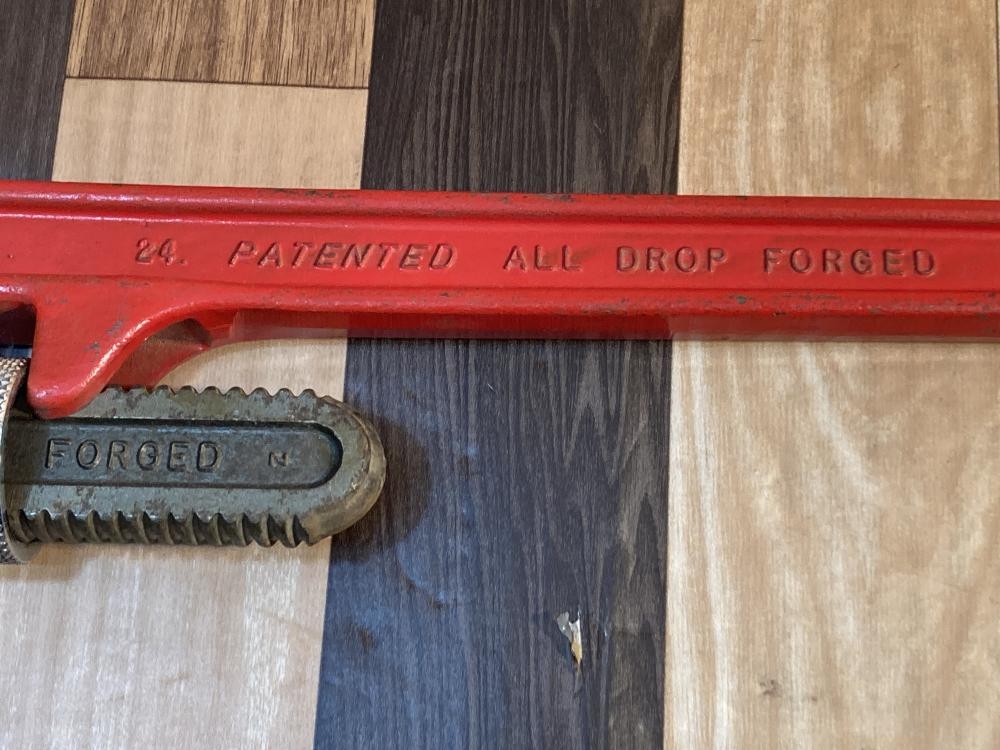 24. PATENTED ALL DROP FORGED
FORGED N